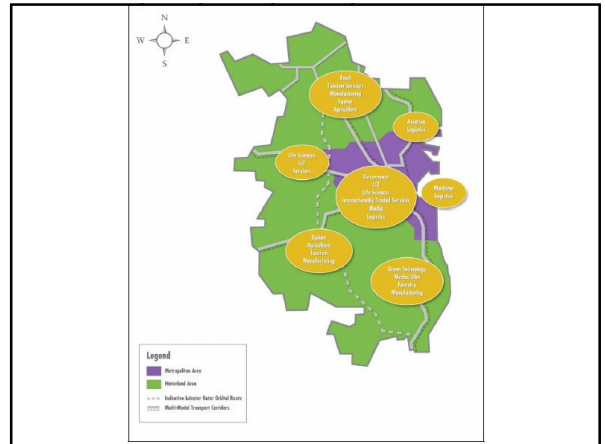 N
W E
S
Food
Tourism Services
Manufacturing
Equine
Agriculture
Aviation
Logistics
Life Sciences
ICT
Services
Governance
ICT
Life Sciences
Internationally Traded Services
Media
Logistics
Maritime
Logistics
Equine
Agriculture
Tourism
Manufacturing
Green Technology
Media/Film
Forestry
Manufacturing
Legend
Metropolitan Area
Hinterland Area
Indicative Leinster Outer Orbital Route
Multi-Modal Transport Corridors